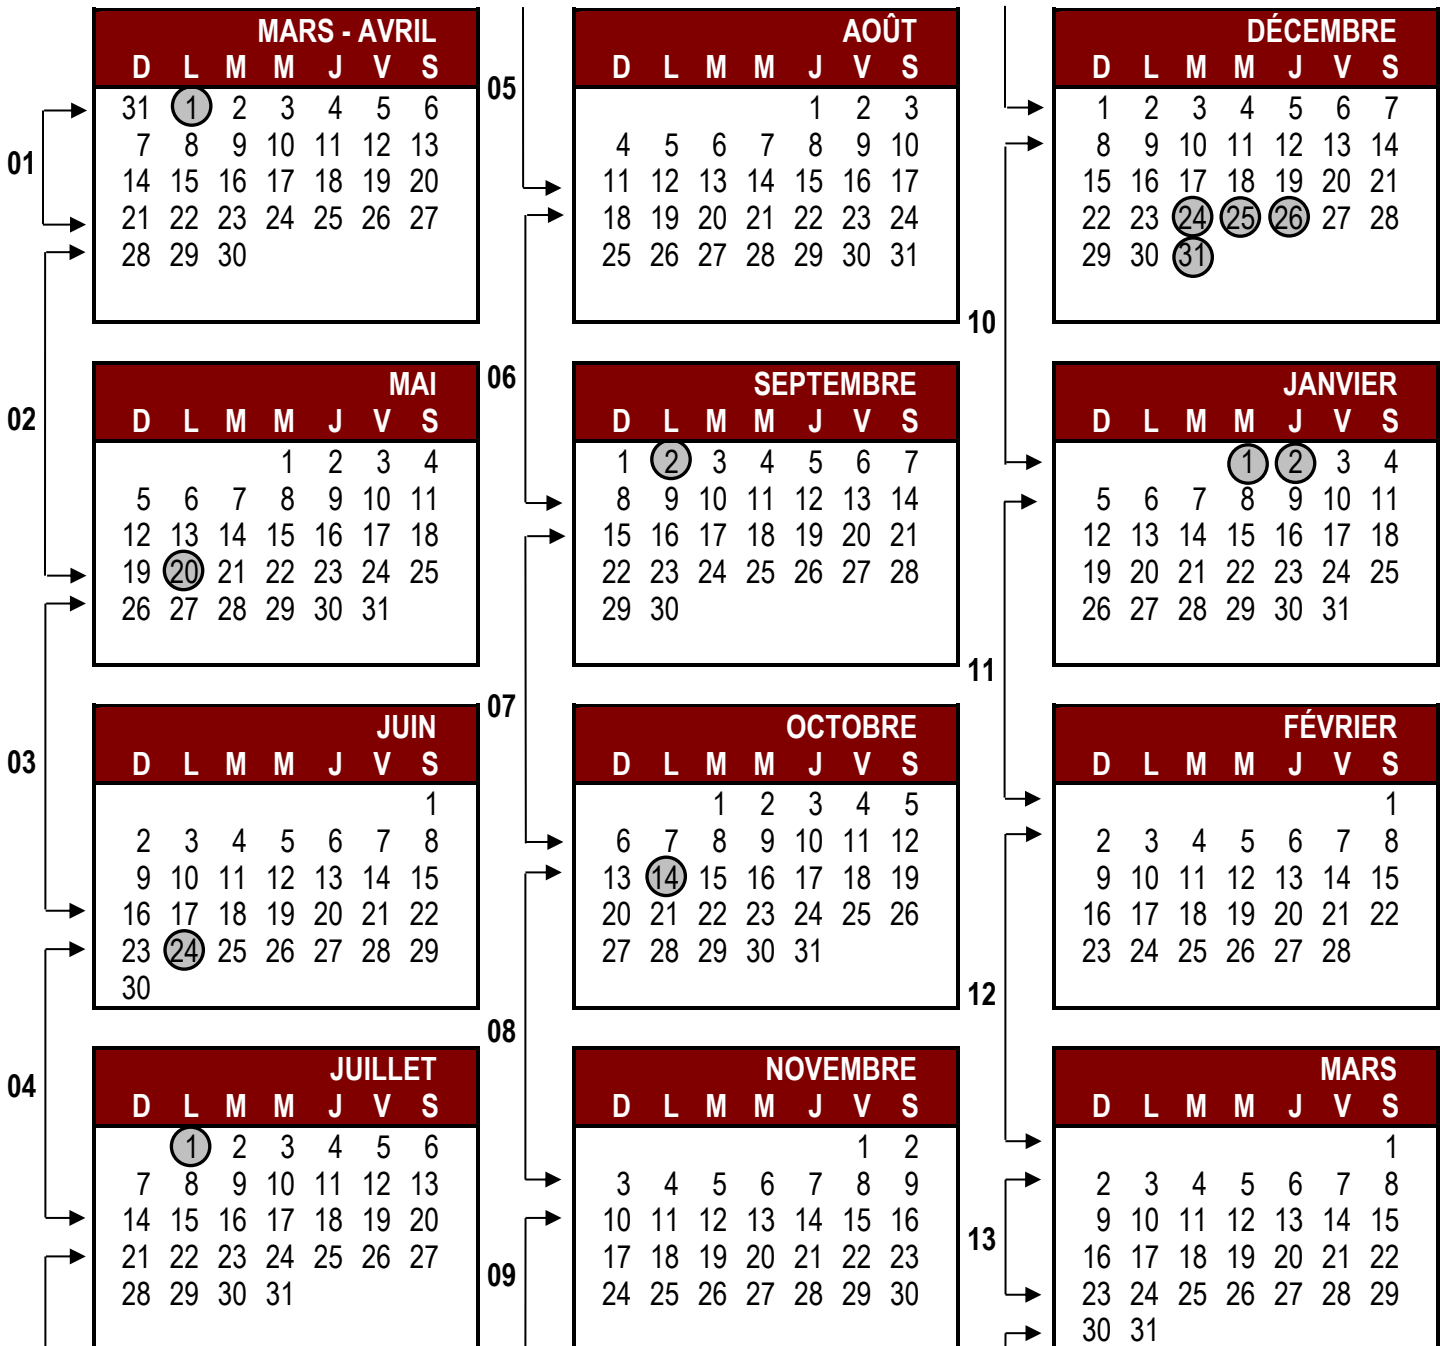 MARS - AVRIL
D L M M J V S
31 1 2 3 4 5 6
7 8 9 10 11 12 13
14 15 16 17 18 19 20
21 22 23 24 25 26 27
28 29 30
01
02
MAI
D L M M J V S
1 2 3 4
5 6 7 8 9 10 11
12 13 14 15 16 17 18
19 20 21 22 23 24 25
26 27 28 29 30 31
03
JUIN
D L M M J V S
1
2 3 4 5 6 7 8
9 10 11 12 13 14 15
16 17 18 19 20 21 22
23 24 25 26 27 28 29
30
04
JUILLET
D L M M J V S
1 2 3 4 5 6
7 8 9 10 11 12 13
14 15 16 17 18 19 20
21 22 23 24 25 26 27
28 29 30 31
05
AOÛT
D L M M J V S
1 2 3
4 5 6 7 8 9 10
11 12 13 14 15 16 17
18 19 20 21 22 23 24
25 26 27 28 29 30 31
06
SEPTEMBRE
D L M M J V S
1 2 3 4 5 6 7
8 9 10 11 12 13 14
15 16 17 18 19 20 21
22 23 24 25 26 27 28
29 30
07
OCTOBRE
D L M M J V S
1 2 3 4 5
6 7 8 9 10 11 12
13 14 15 16 17 18 19
20 21 22 23 24 25 26
27 28 29 30 31
08
NOVEMBRE
D L M M J V S
1 2
3 4 5 6 7 8 9
10 11 12 13 14 15 16
17 18 19 20 21 22 23
24 25 26 27 28 29 30
09
DÉCEMBRE
D L M M J V S
1 2 3 4 5 6 7
8 9 10 11 12 13 14
15 16 17 18 19 20 21
22 23 24 25 26 27 28
29 30 31
10
JANVIER
D L M M J V S
1 2 3 4
5 6 7 8 9 10 11
12 13 14 15 16 17 18
19 20 21 22 23 24 25
26 27 28 29 30 31
11
FÉVRIER
D L M M J V S
1
2 3 4 5 6 7 8
9 10 11 12 13 14 15
16 17 18 19 20 21 22
23 24 25 26 27 28
12
MARS
D L M M J V S
1
2 3 4 5 6 7 8
9 10 11 12 13 14 15
16 17 18 19 20 21 22
23 24 25 26 27 28 29
30 31
13